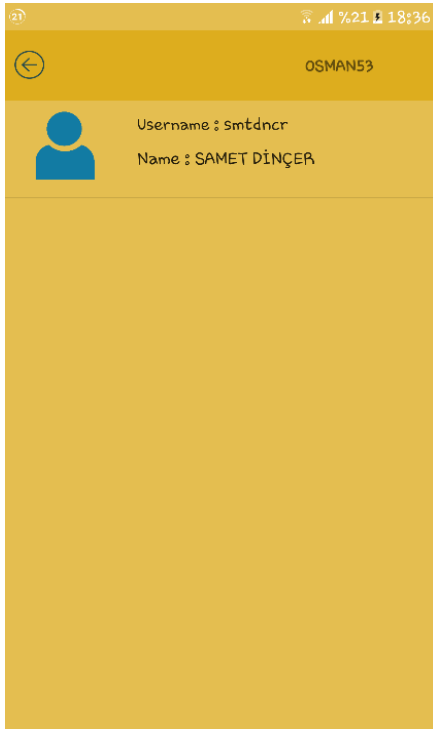 21 %21 18:36
OSMAN53
Username : smtdncr
Name : SAMET DİNÇER